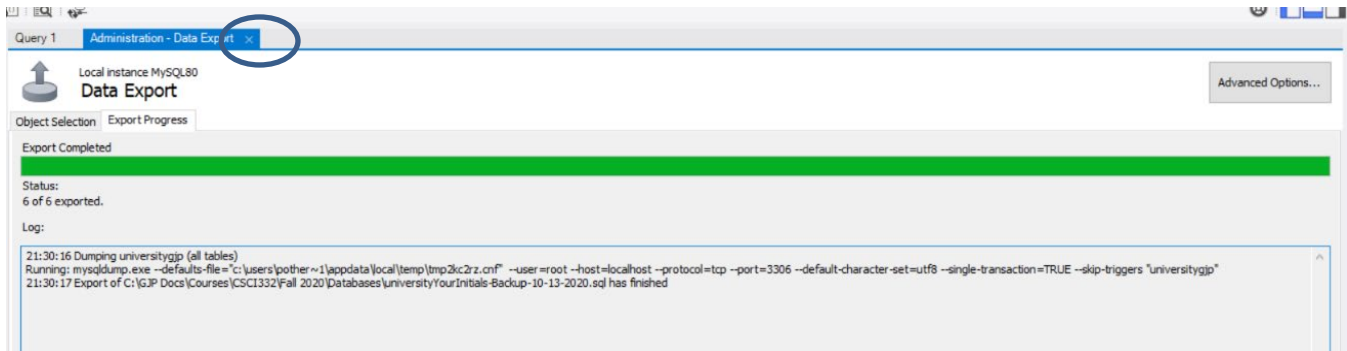 Query 1 Administration - Data Export ×
Local instance MySQL80
Data Export
Advanced Options...
Object Selection Export Progress
Export Completed
Status:
6 of 6 exported.
Log:
21:30:16 Dumping universitygjp (all tables)
Running: mysqldump.exe --defaults-file="c:\users\pother~1\appdata\local\temp\tmp2kc2rz.cnf" --user=root --host=localhost --protocol=tcp --port=3306 --default-character-set=utf8 --single-transaction=TRUE --skip-triggers "universitygjp"
21:30:17 Export of C:\GJP Docs\Courses\CSCI332\Fall 2020\Databases\universityYourInitials-Backup-10-13-2020.sql has finished